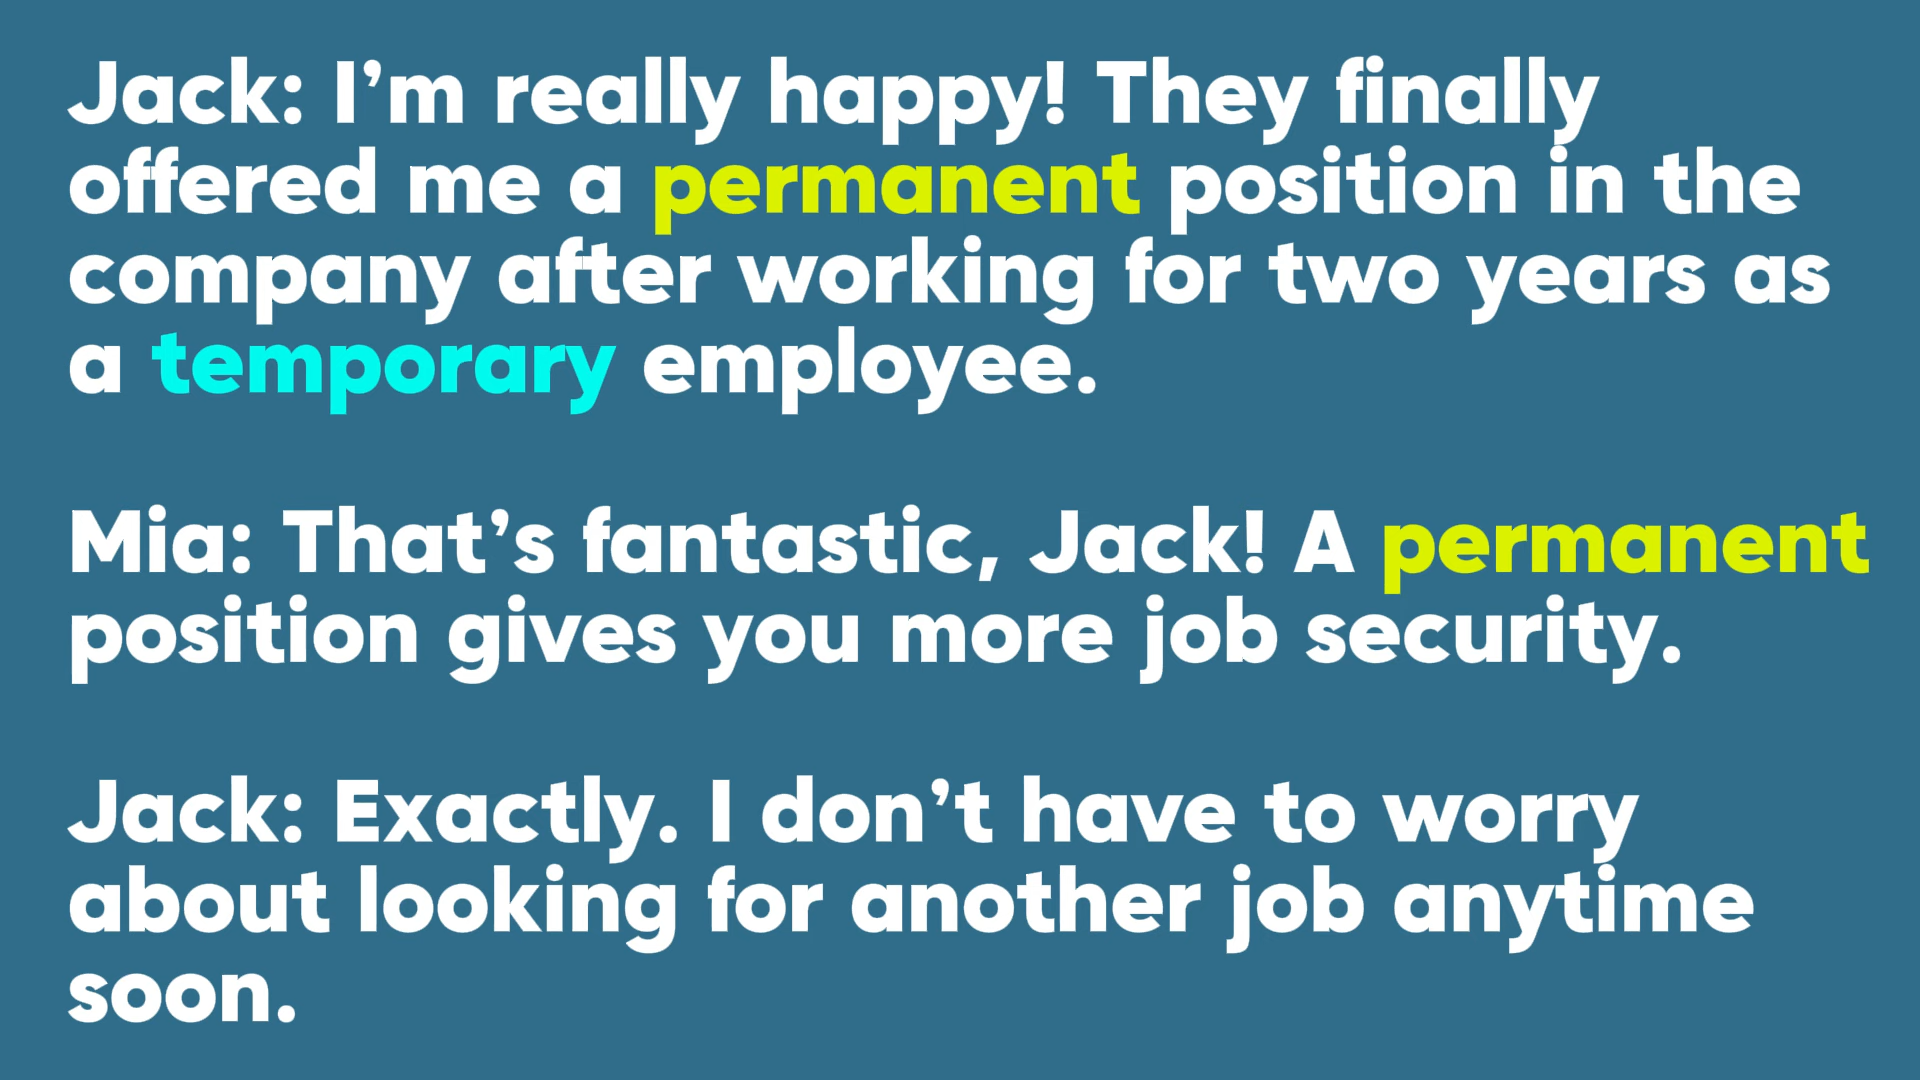 Jack: I’m really happy! They finally
offered me a permanent position in the
company after working for two years as
a temporary employee.
Mia: That’s fantastic, Jack! A permanent
position gives you more job security.
Jack: Exactly. I don’t have to worry
about looking for another job anytime
soon.